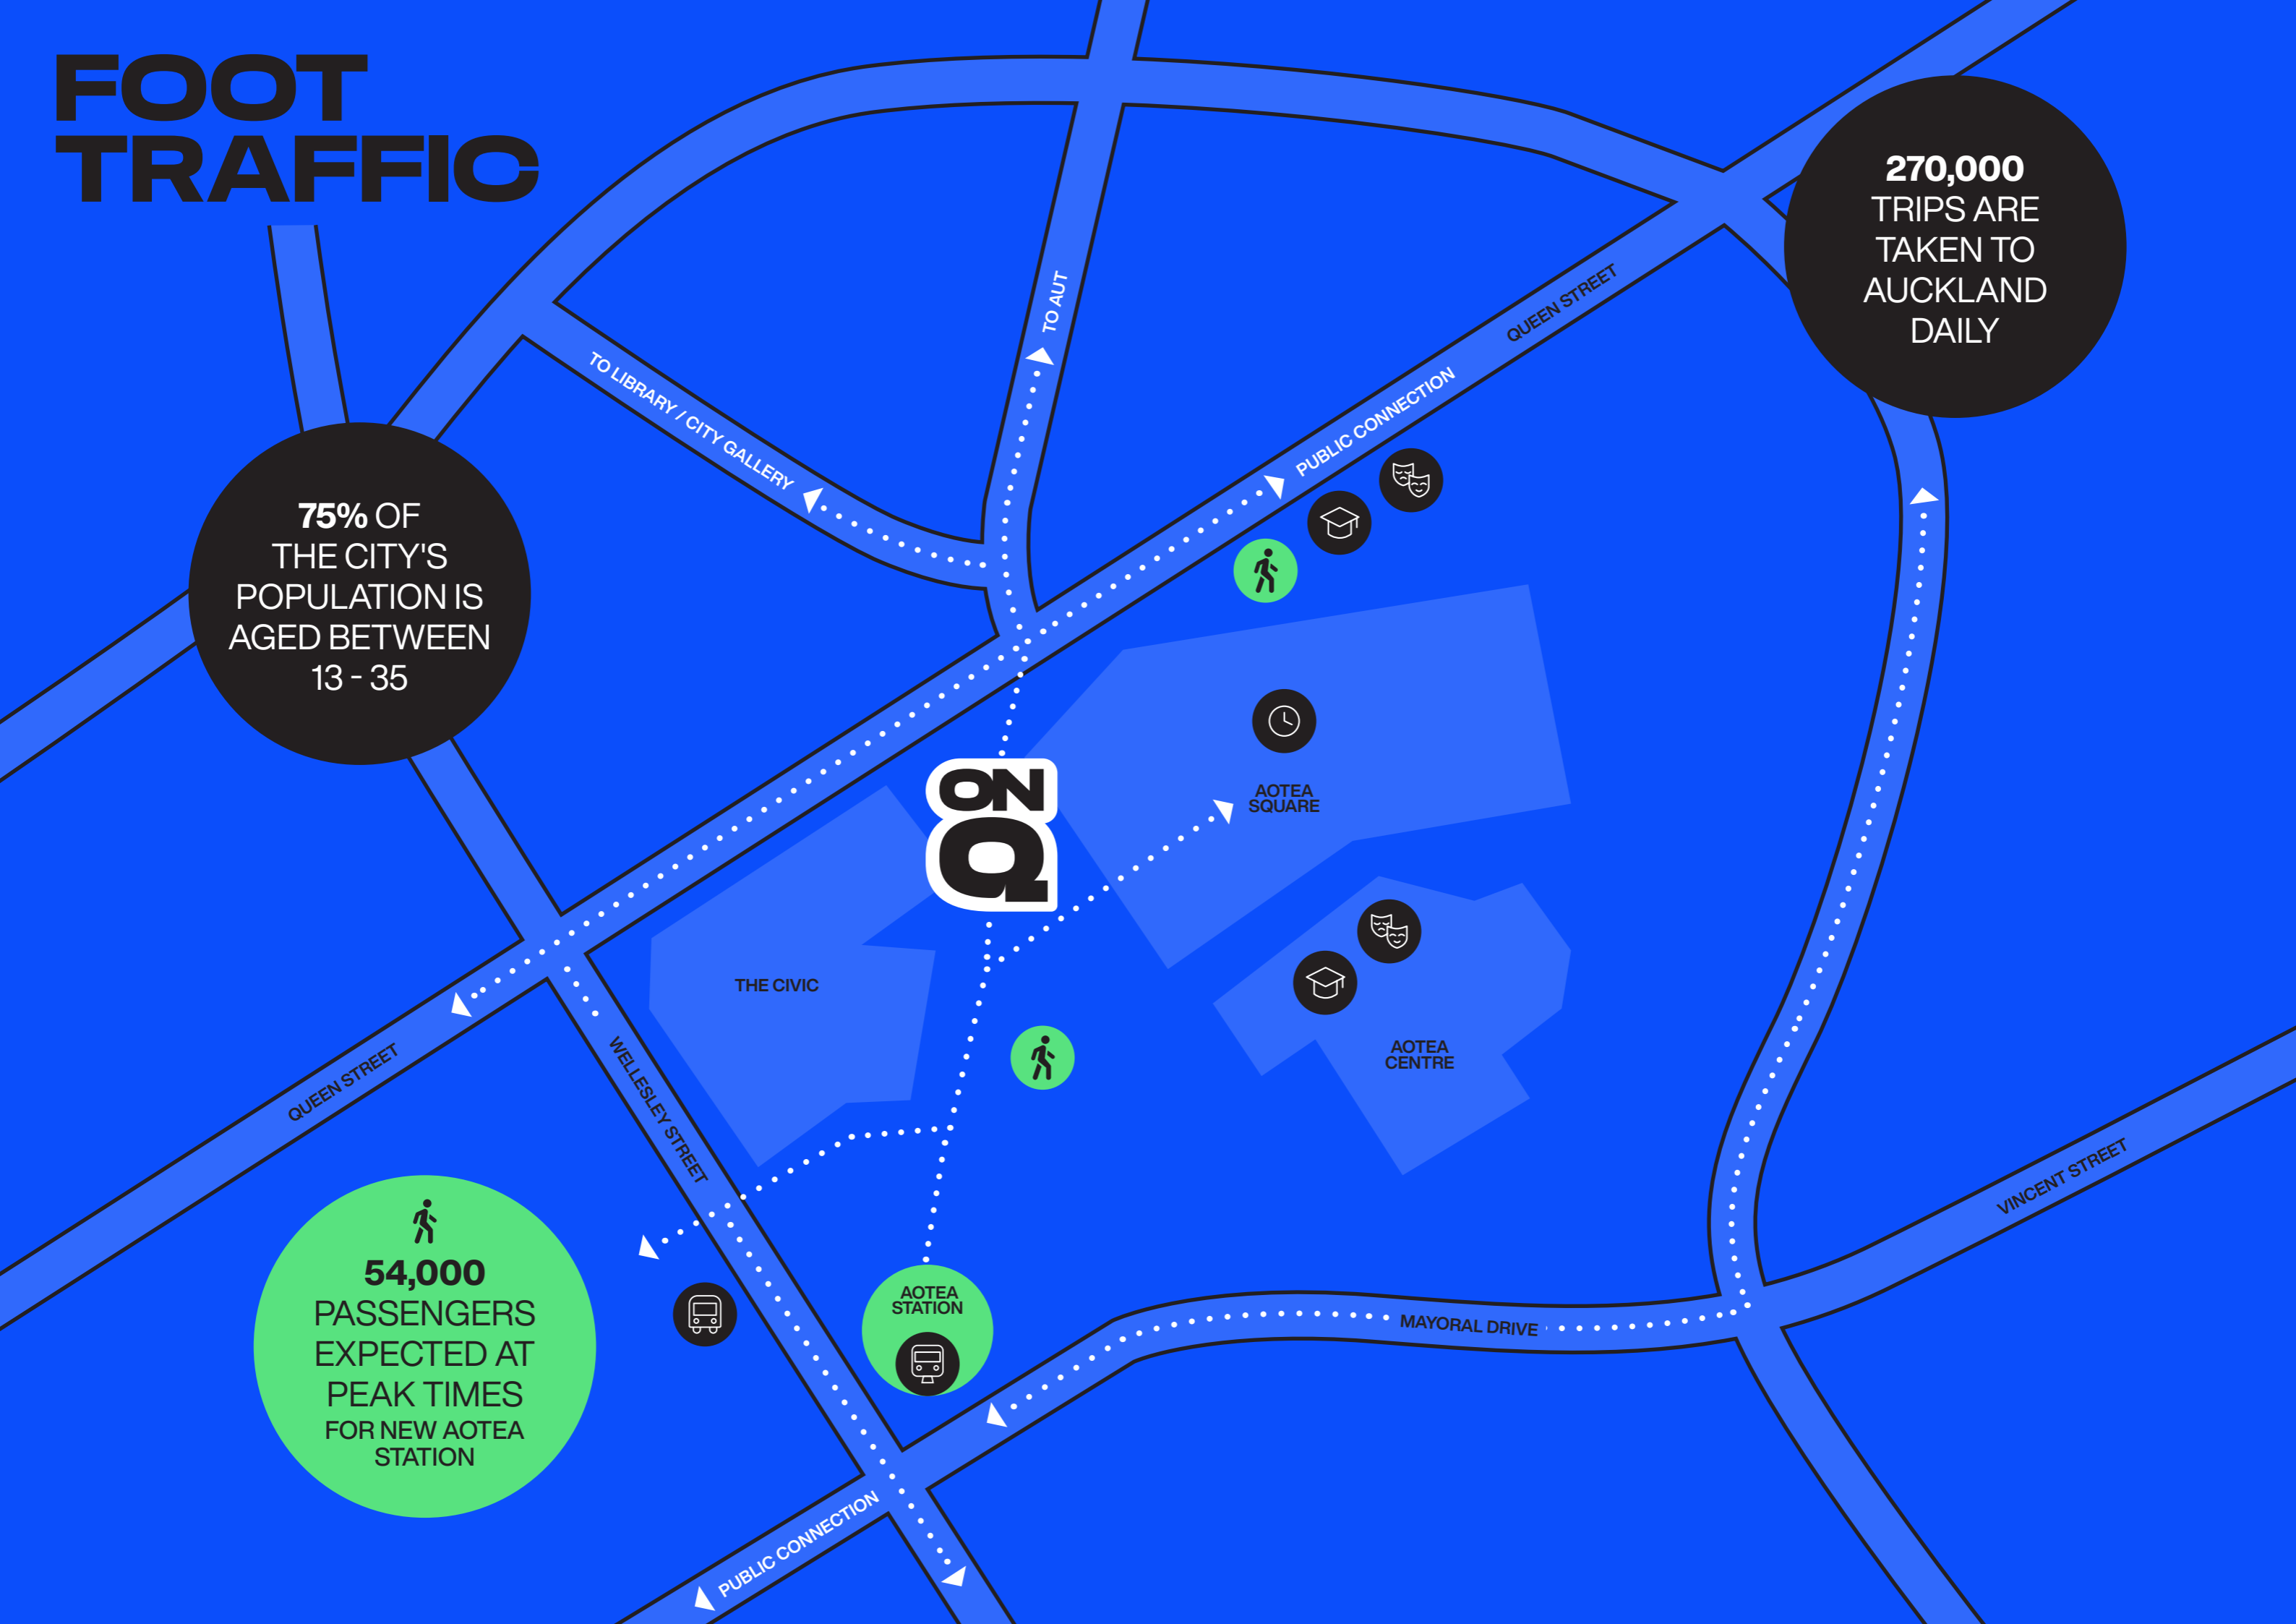 FOOT
TRAFFIC
270,000
TRIPS ARE
TAKEN TO
AUCKLAND
DAILY
TO AUT
QUEEN STREET
TO LIBRARY / CITY GALLERY
PUBLIC CONNECTION
75% OF
THE CITY'S
POPULATION IS
AGED BETWEEN
13 - 35
ON
Q
AOTEA
SQUARE
THE CIVIC
AOTEA
CENTRE
QUEEN STREET
WELLESLEY STREET
VINCENT STREET
54,000
PASSENGERS
EXPECTED AT
PEAK TIMES
FOR NEW AOTEA
STATION
AOTEA
STATION
MAYORAL DRIVE
PUBLIC CONNECTION